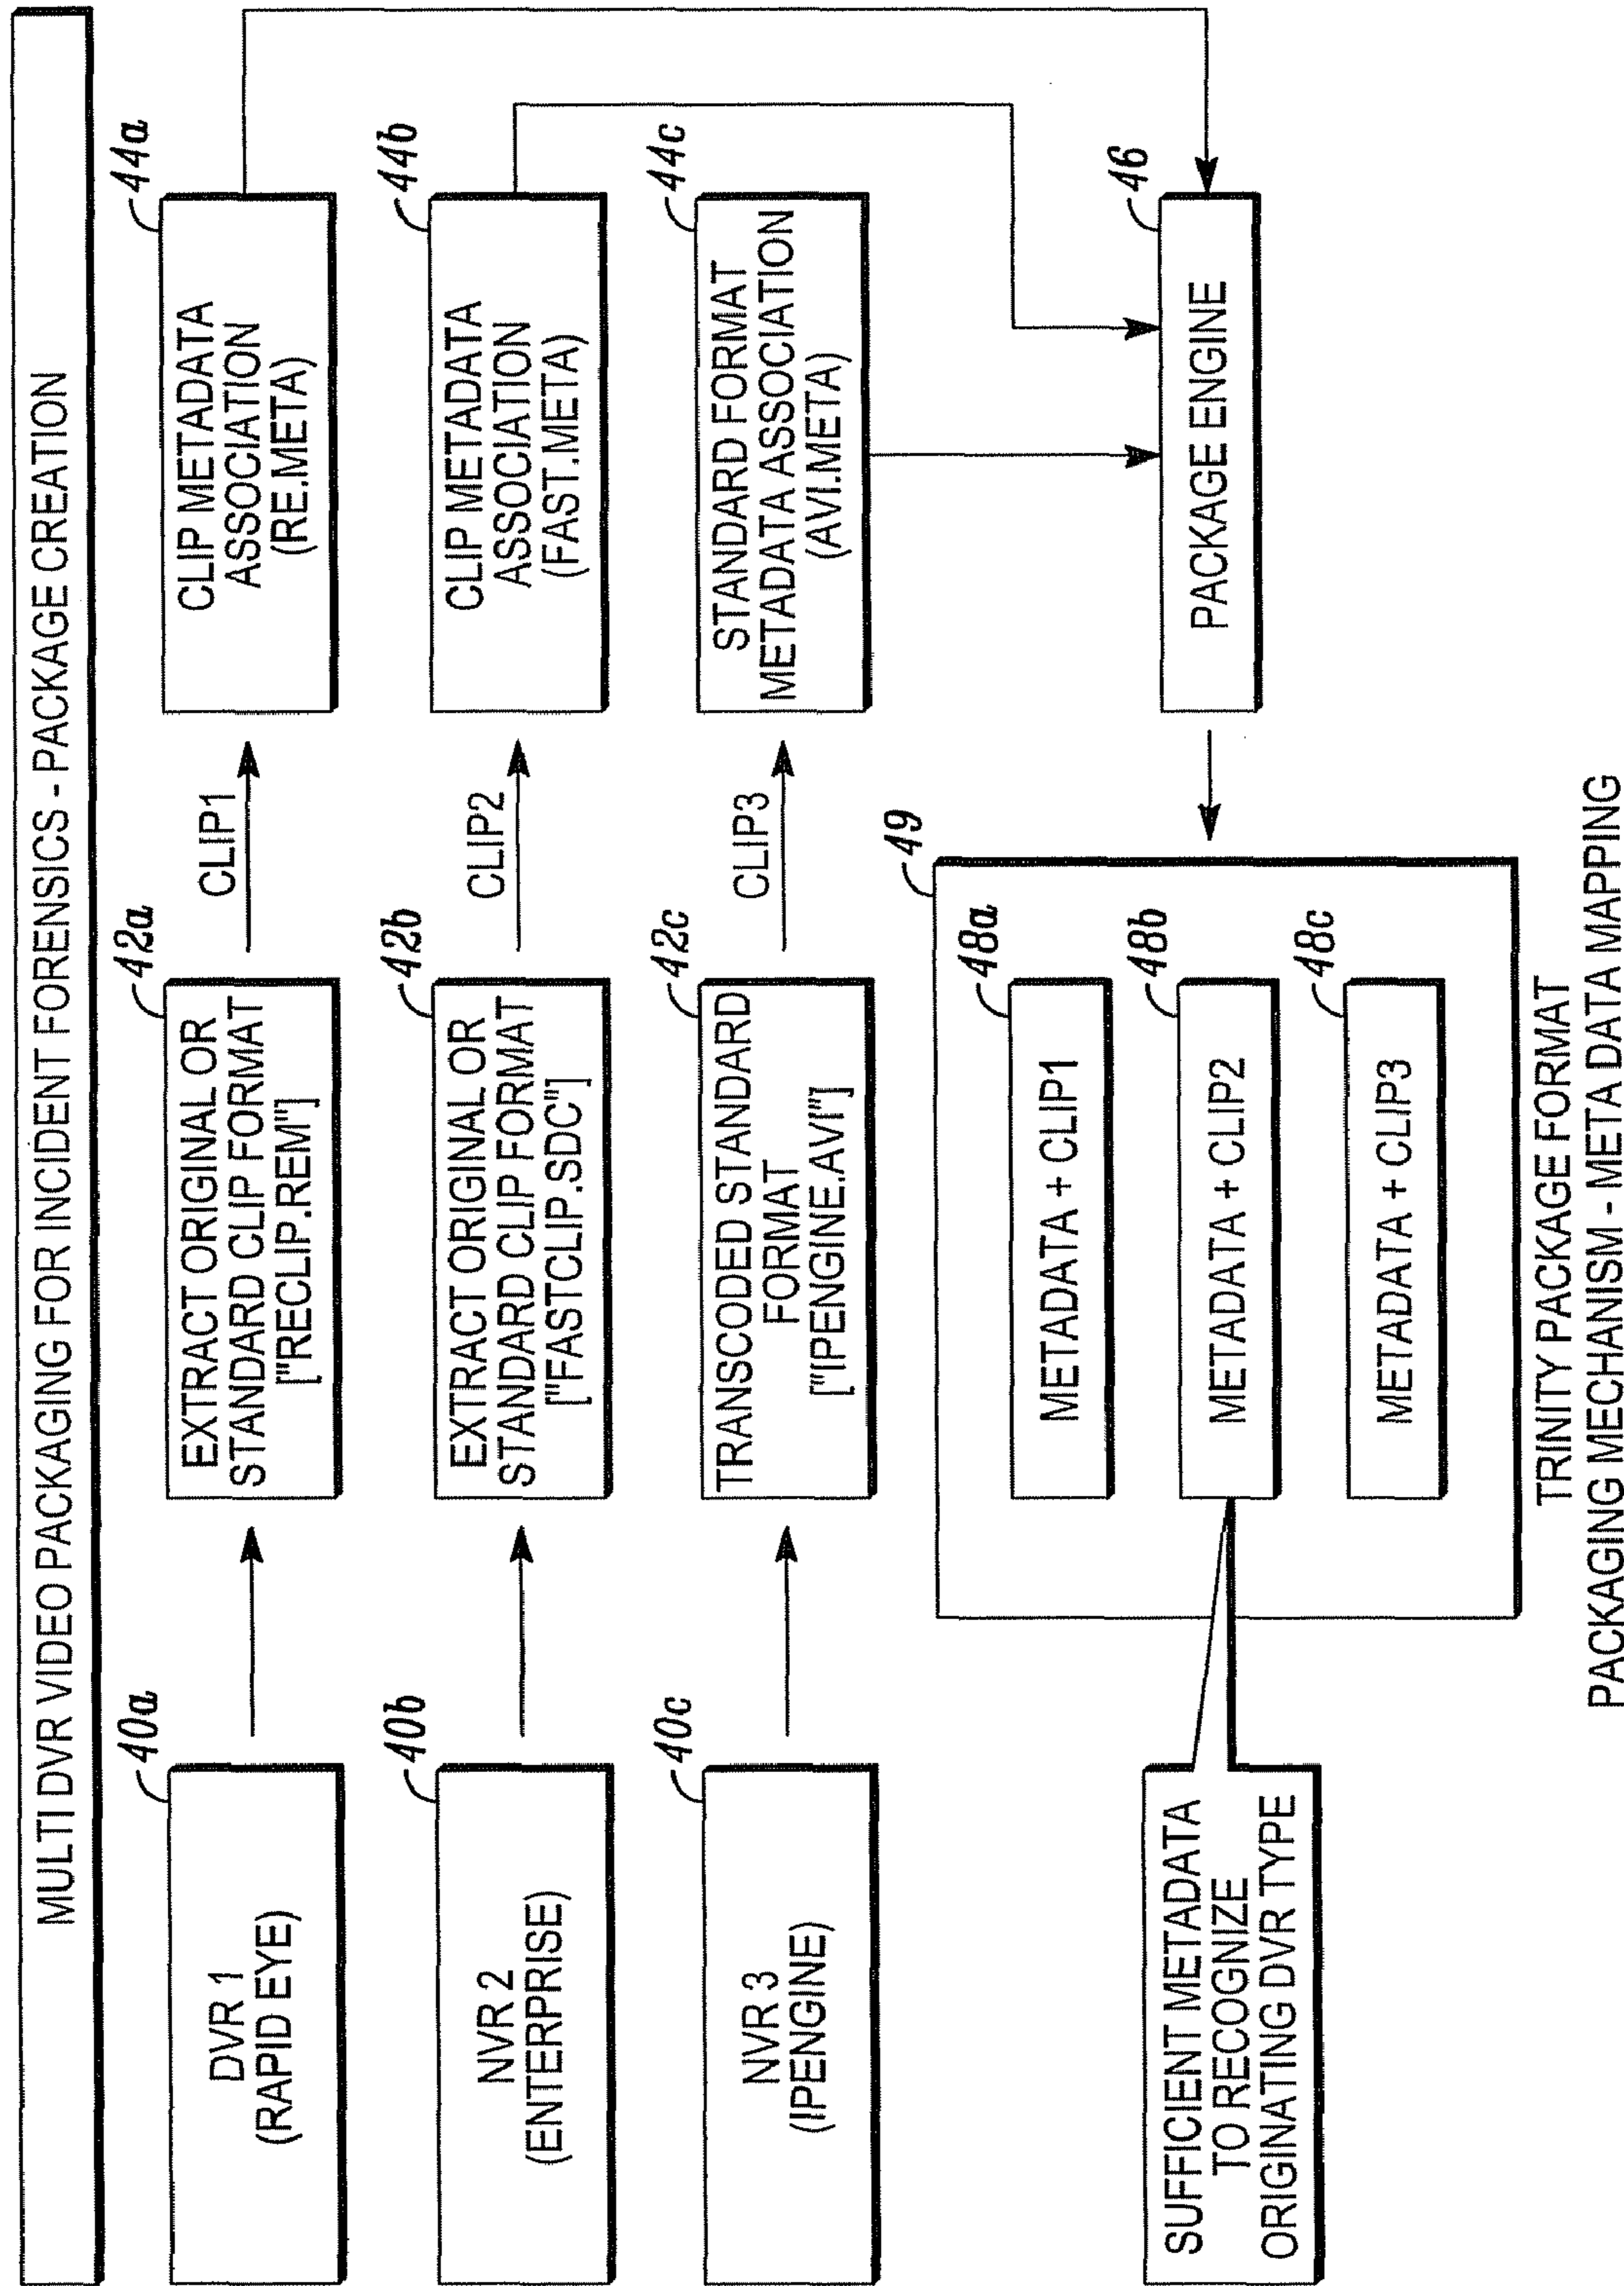 MULTI DVR VIDEO PACKAGING FOR INCIDENT FORENSICS - PACKAGE CREATION
40a
DVR 1
(RAPID EYE)
42a
EXTRACT ORIGINAL OR
STANDARD CLIP FORMAT
["RECLIP.REM"]
CLIP1
44a
CLIP METADATA
ASSOCIATION
(RE.META)
40b
NVR 2
(ENTERPRISE)
42b
EXTRACT ORIGINAL OR
STANDARD CLIP FORMAT
["FASTCLIP.SDC"]
CLIP2
44b
CLIP METADATA
ASSOCIATION
(FAST.META)
40c
NVR 3
(IPENGINE)
42c
TRANSCODED STANDARD
FORMAT
["IPENGINE.AVI"]
CLIP3
44c
STANDARD FORMAT
METADATA ASSOCIATION
(AVI.META)
46
PACKAGE ENGINE
49
48a
METADATA + CLIP1
48b
METADATA + CLIP2
48c
METADATA + CLIP3
SUFFICIENT METADATA
TO RECOGNIZE
ORIGINATING DVR TYPE
TRINITY PACKAGE FORMAT
PACKAGING MECHANISM - META DATA MAPPING